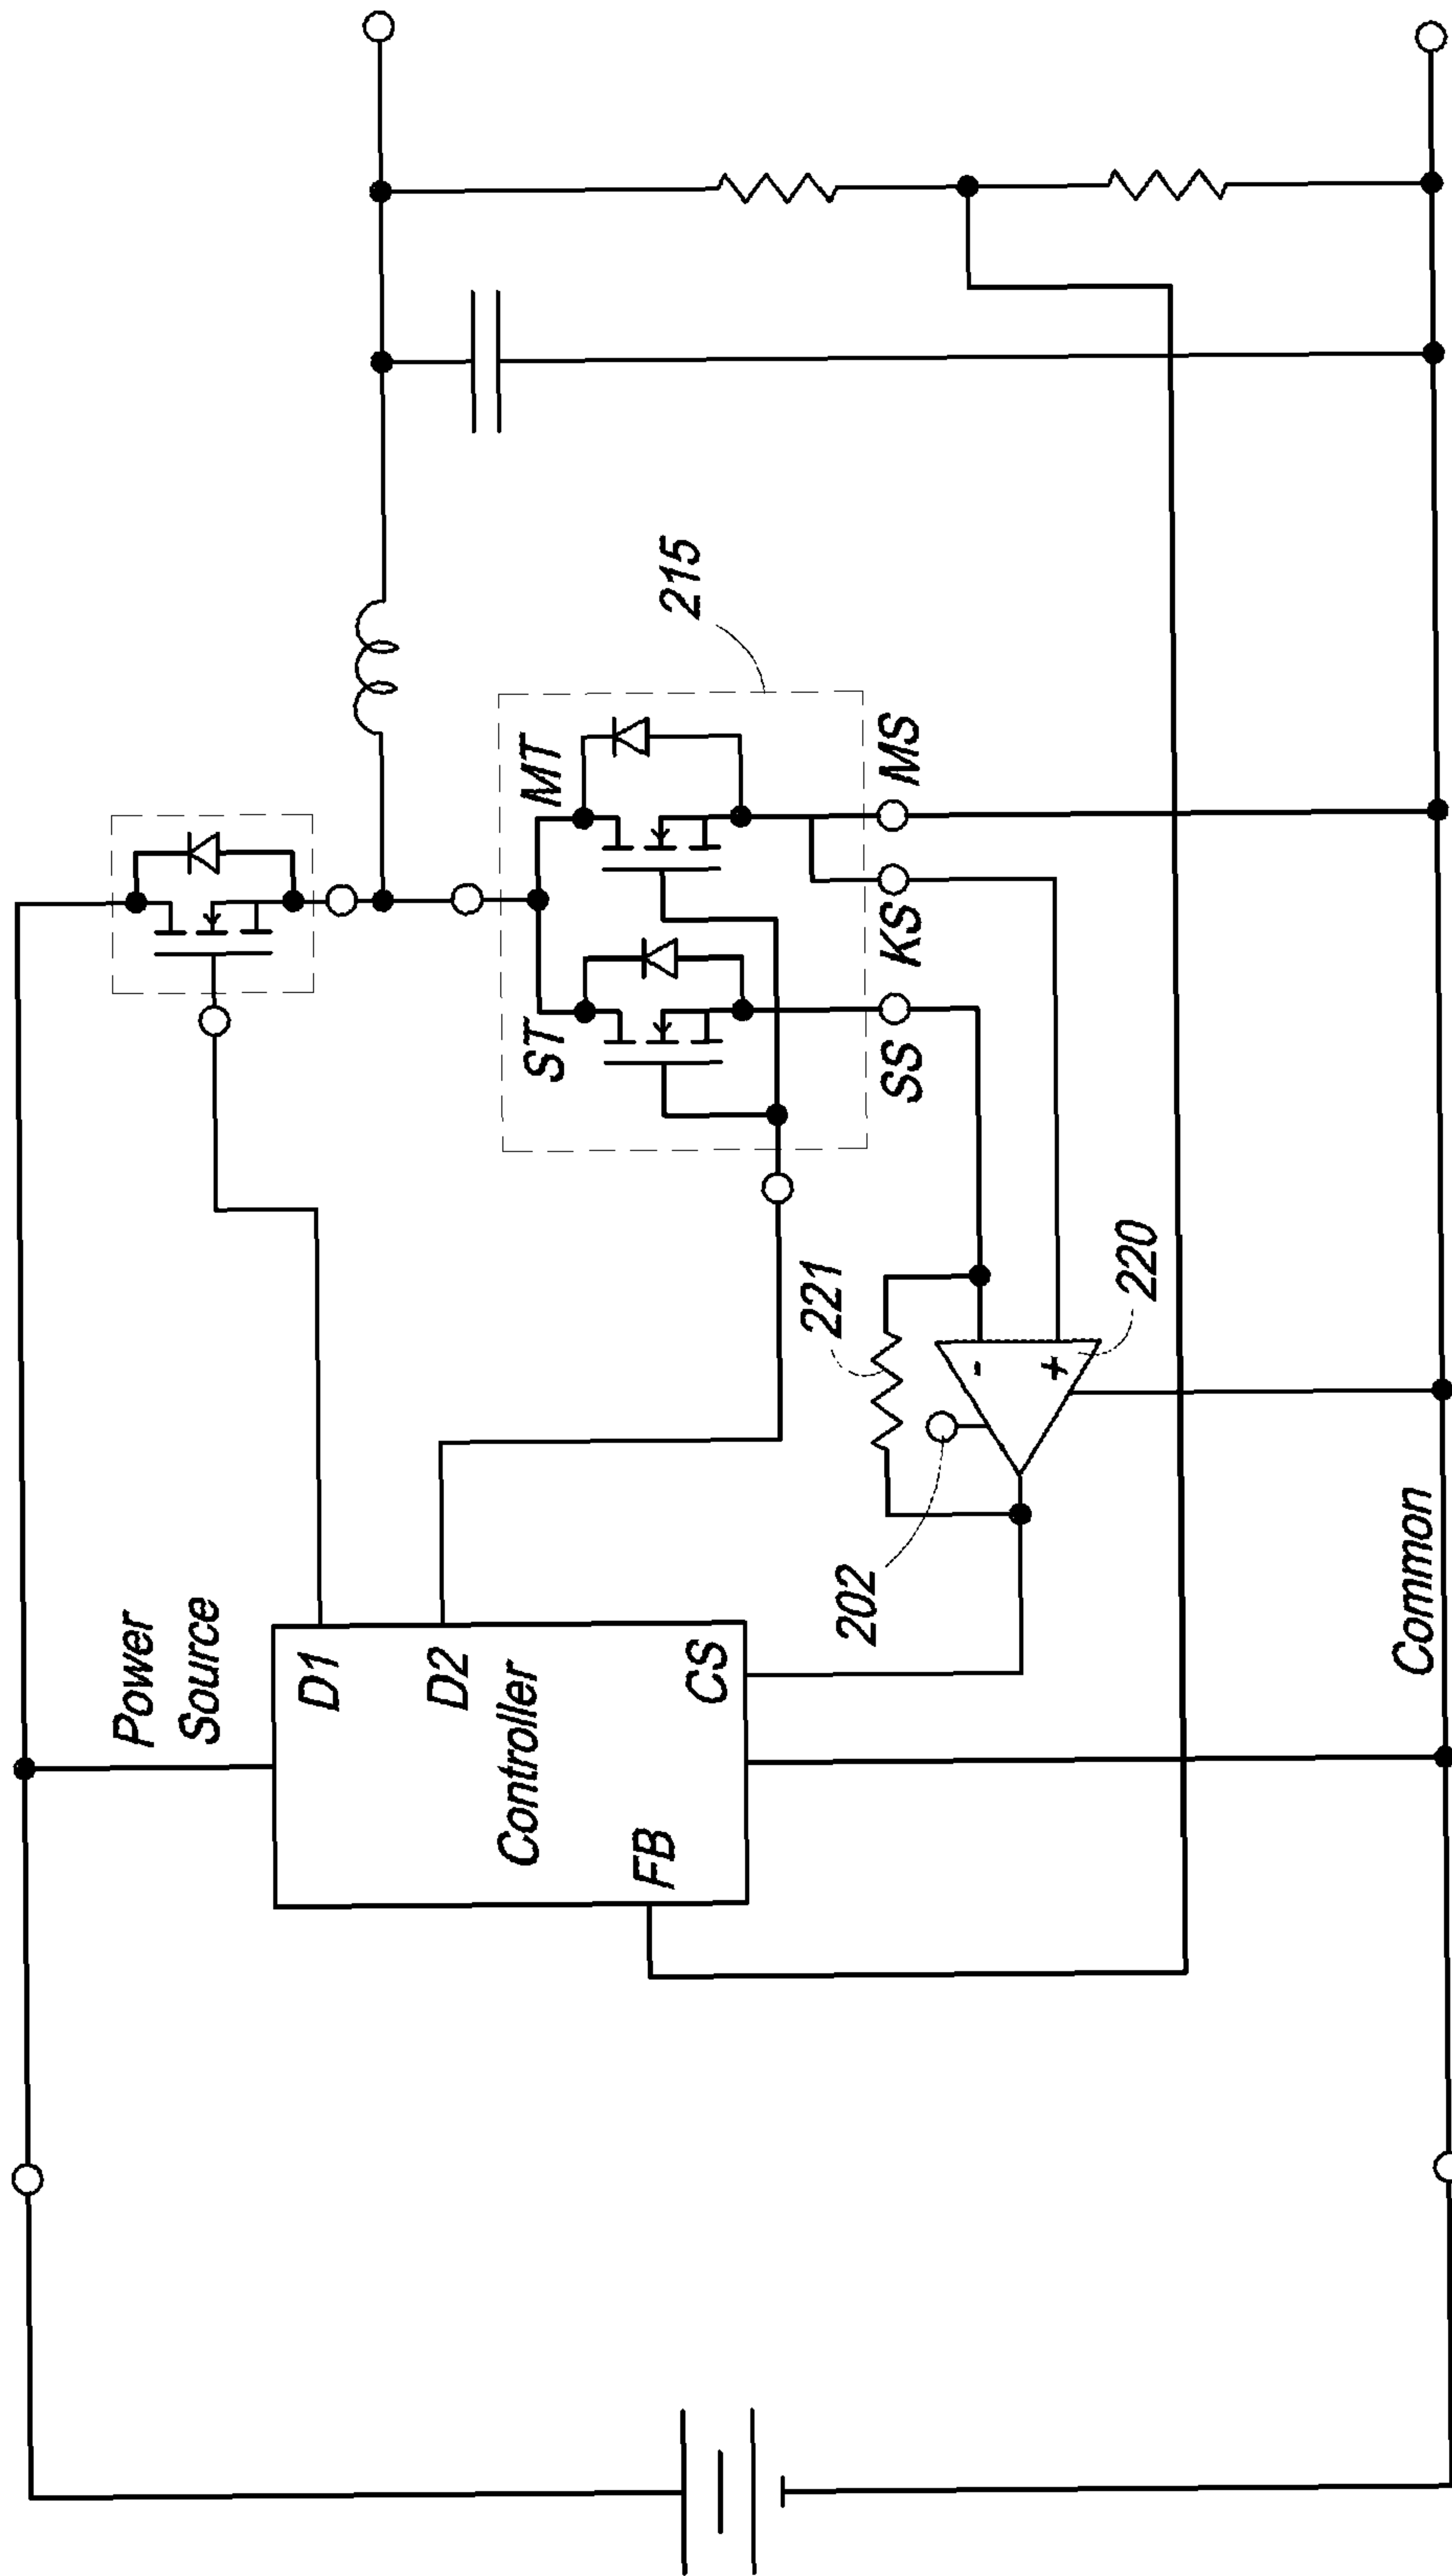 Power
Source
D1
D2
Controller
CS
FB
ST
MT
215
SS
KS
MS
221
202
-
+
220
Common